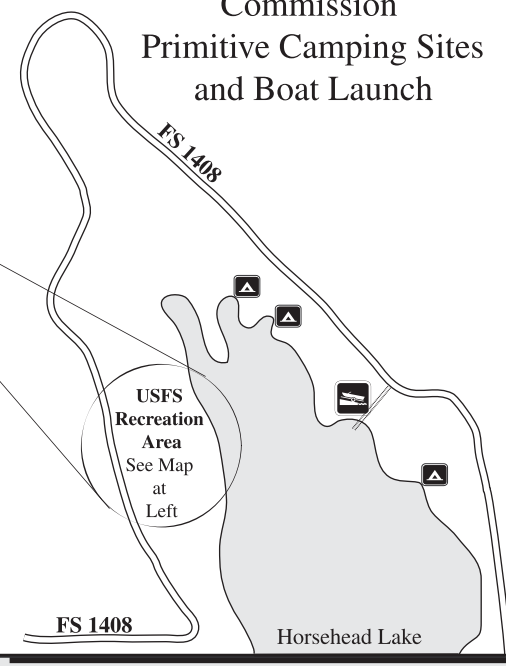 Commission
Primitive Camping Sites
and Boat Launch
FS 1408
USFS
Recreation
Area
See Map
at
Left
FS 1408
Horsehead Lake